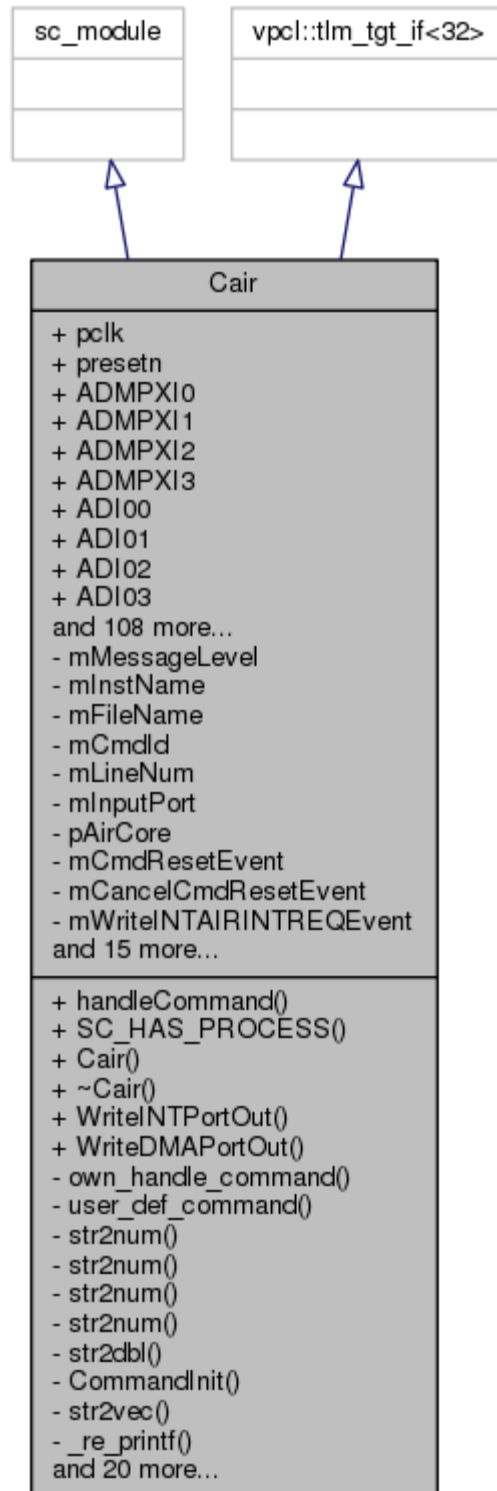 sc_module
vpcl::tlm_tgt_if<32>
Cair
+ pclk
+ presetn
+ ADMPXI0
+ ADMPXI1
+ ADMPXI2
+ ADMPXI3
+ ADI00
+ ADI01
+ ADI02
+ ADI03
and 108 more...
- mMessageLevel
- mInstName
- mFileName
- mCmdId
- mLineNum
- mInputPort
- pAirCore
- mCmdResetEvent
- mCancelCmdResetEvent
- mWriteINTAIRINTREQEvent
and 15 more...
+ handleCommand()
+ SC_HAS_PROCESS()
+ Cair()
+ ~Cair()
+ WriteINTPortOut()
+ WriteDMAPortOut()
- own_handle_command()
- user_def_command()
- str2num()
- str2num()
- str2num()
- str2num()
- str2dbl()
- CommandInit()
- str2vec()
- _re_printf()
and 20 more...